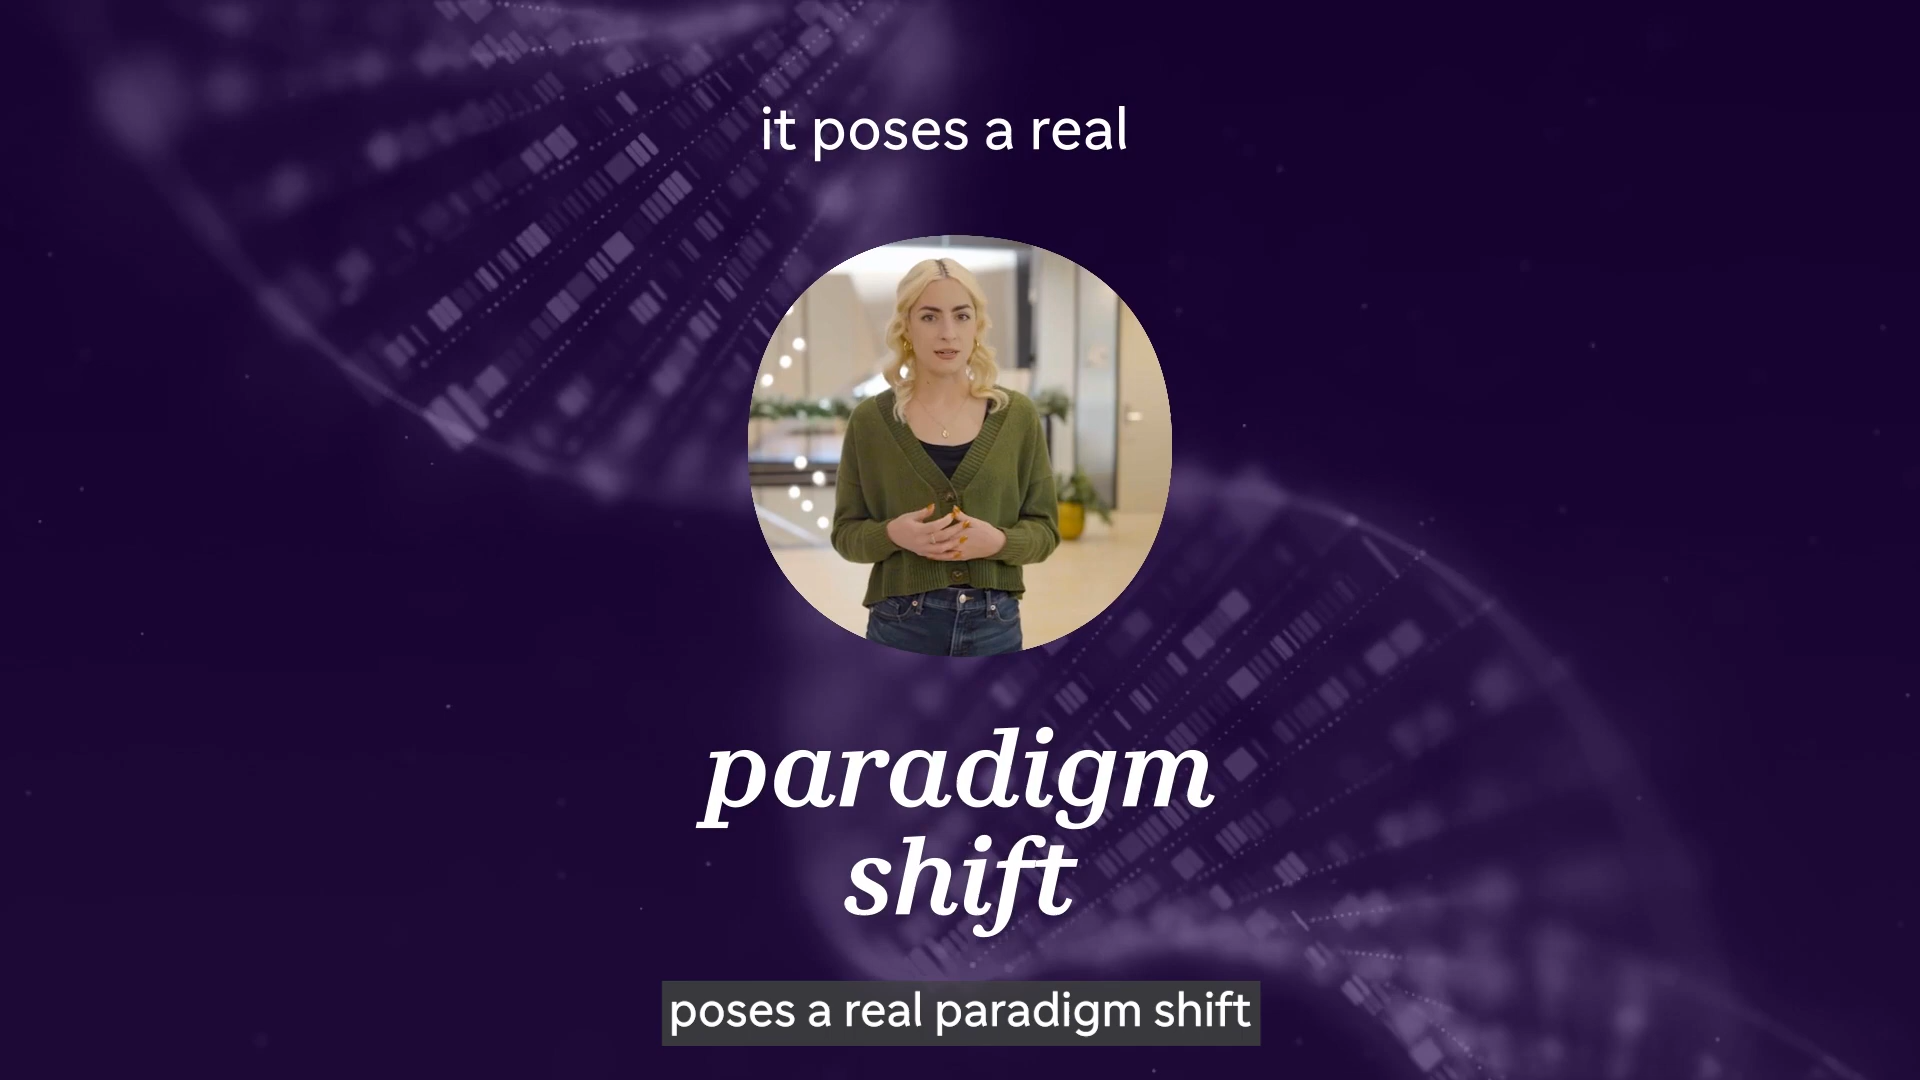 it poses a real
paradigm
shift
poses a real paradigm shift